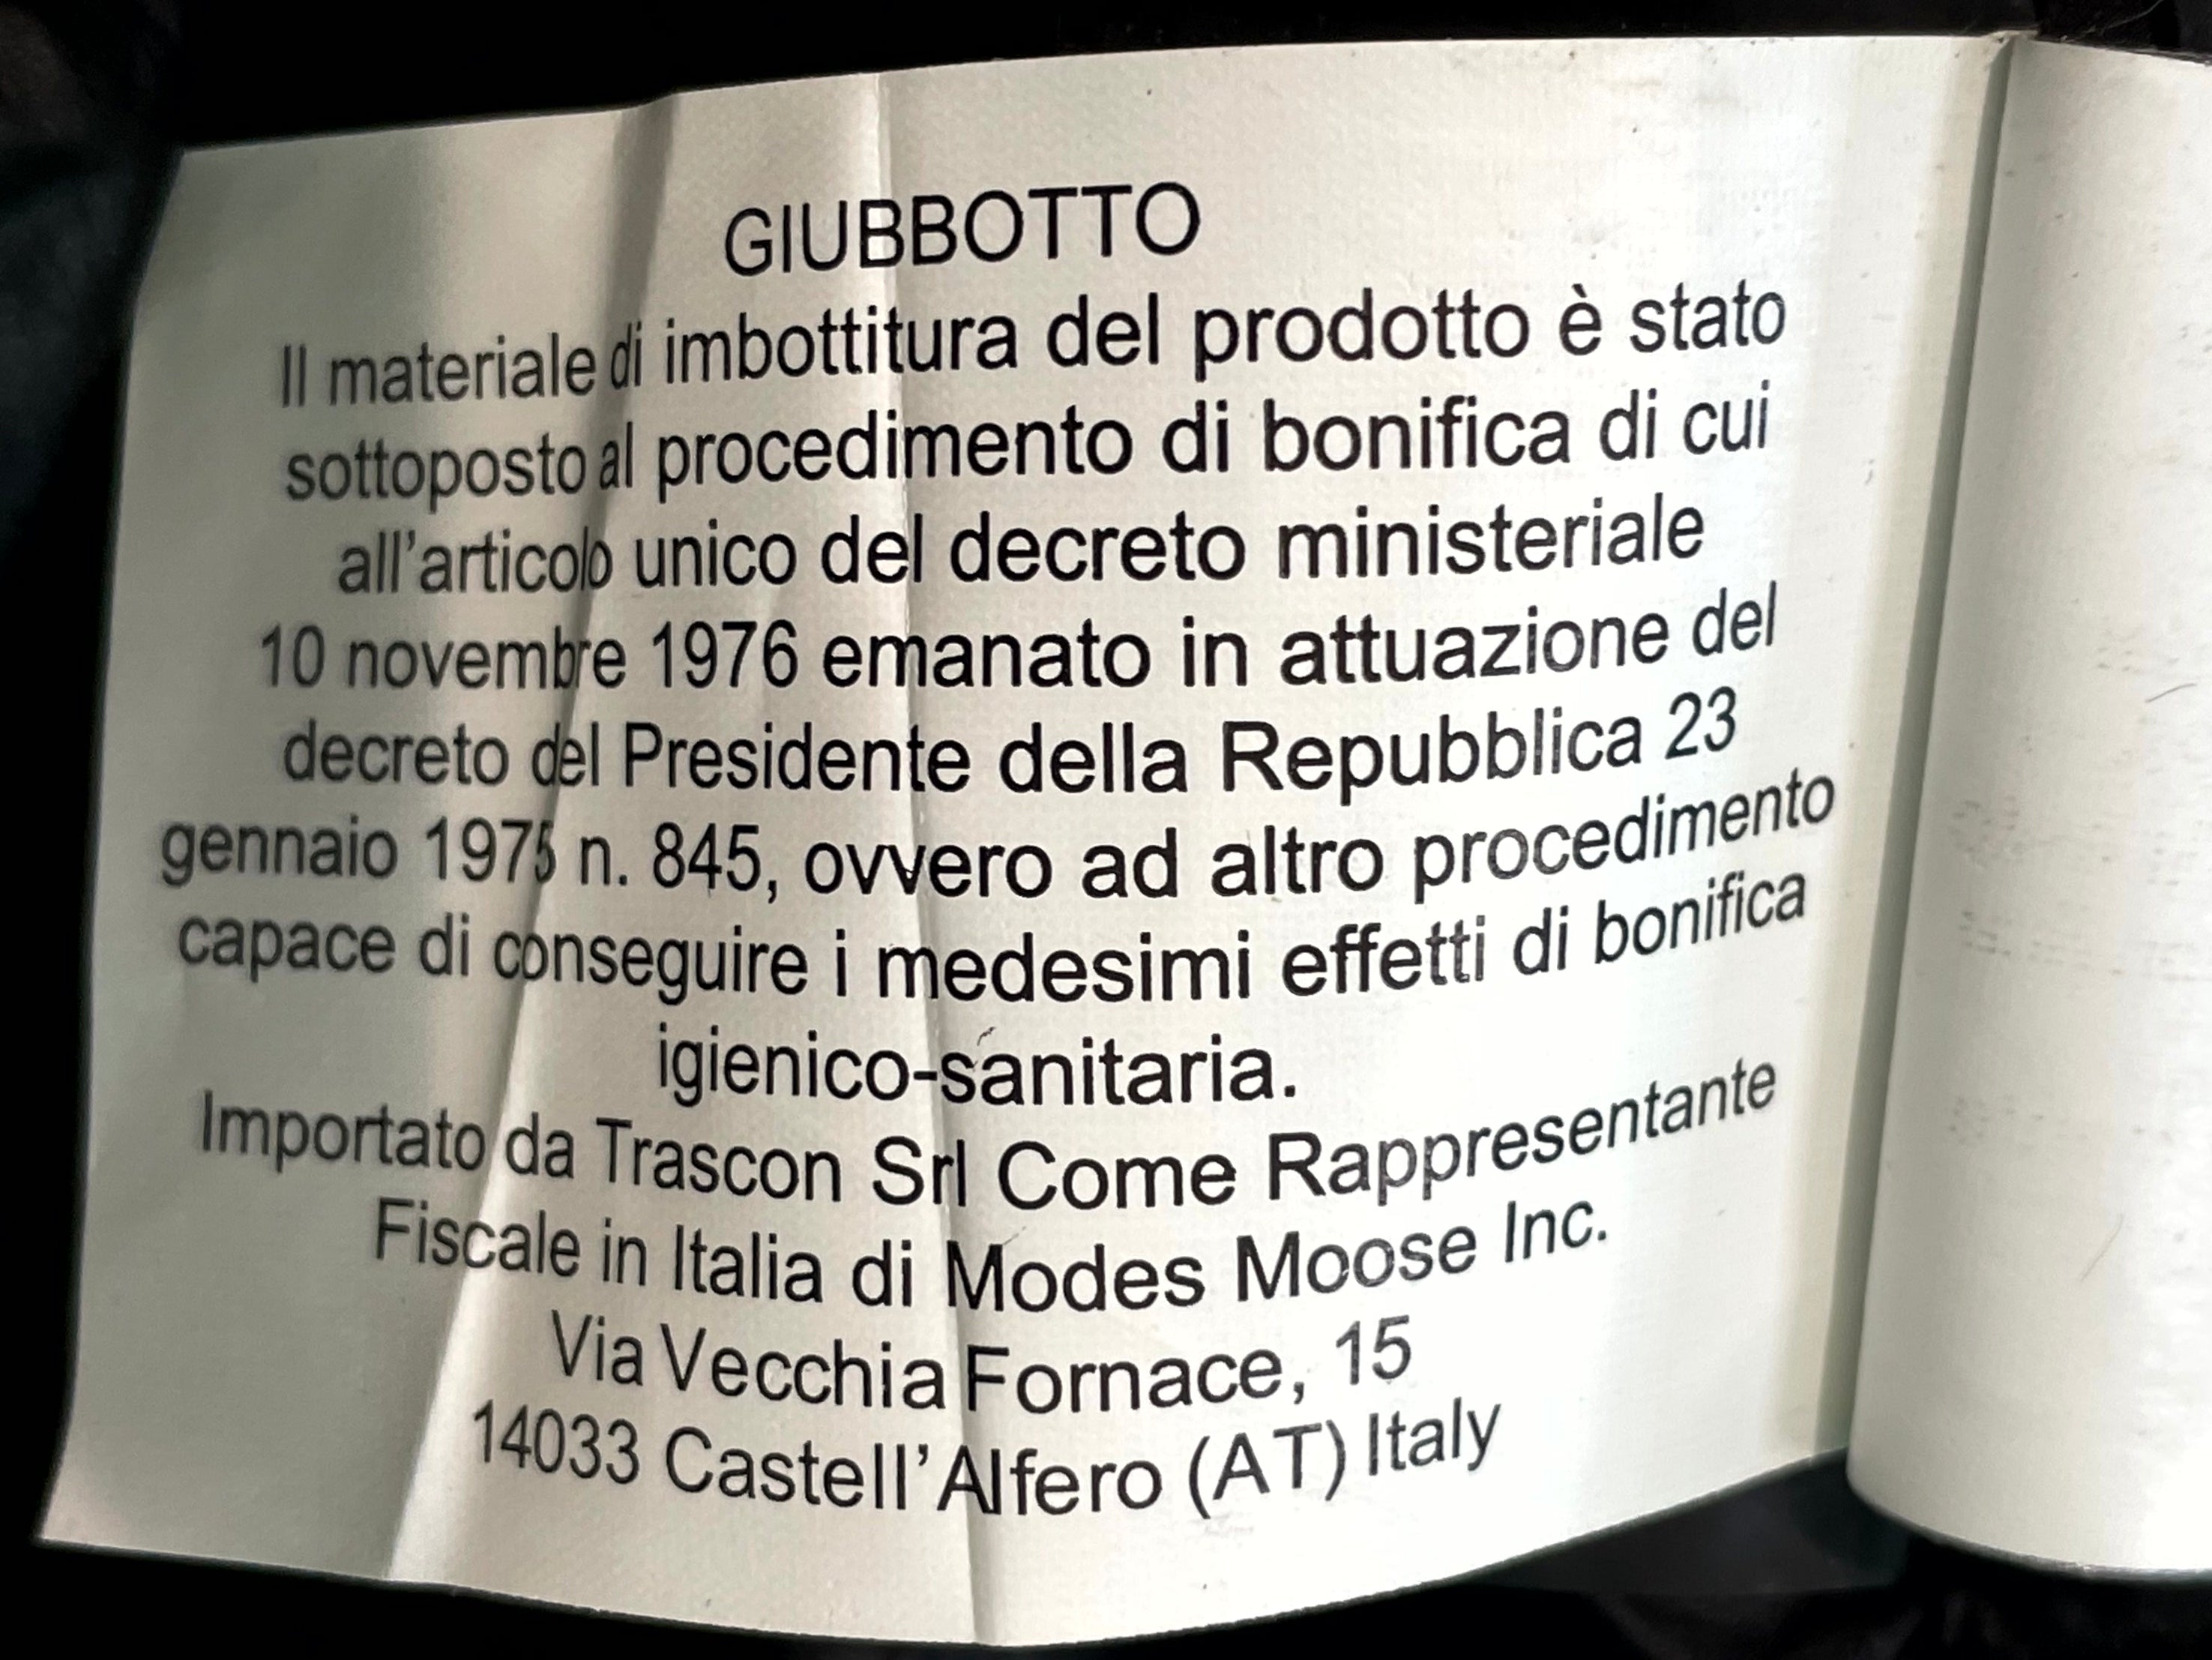 GIUBBOTTO
Il materiale di imbottitura del prodotto è stato
sottoposto al procedimento di bonifica di cui
all'articolo unico del decreto ministeriale
10 novembre 1976 emanato in attuazione del
decreto del Presidente della Repubblica 23
gennaio 1975 n. 845, ovvero ad altro procedimento
capace di conseguire i medesimi effetti di bonifica
igienico-sanitaria.
Importato da Trascon Srl Come Rappresentante
Fiscale in Italia di Modes Moose Inc.
Via Vecchia Fornace, 15
14033 Castell'Alfero (AT) Italy